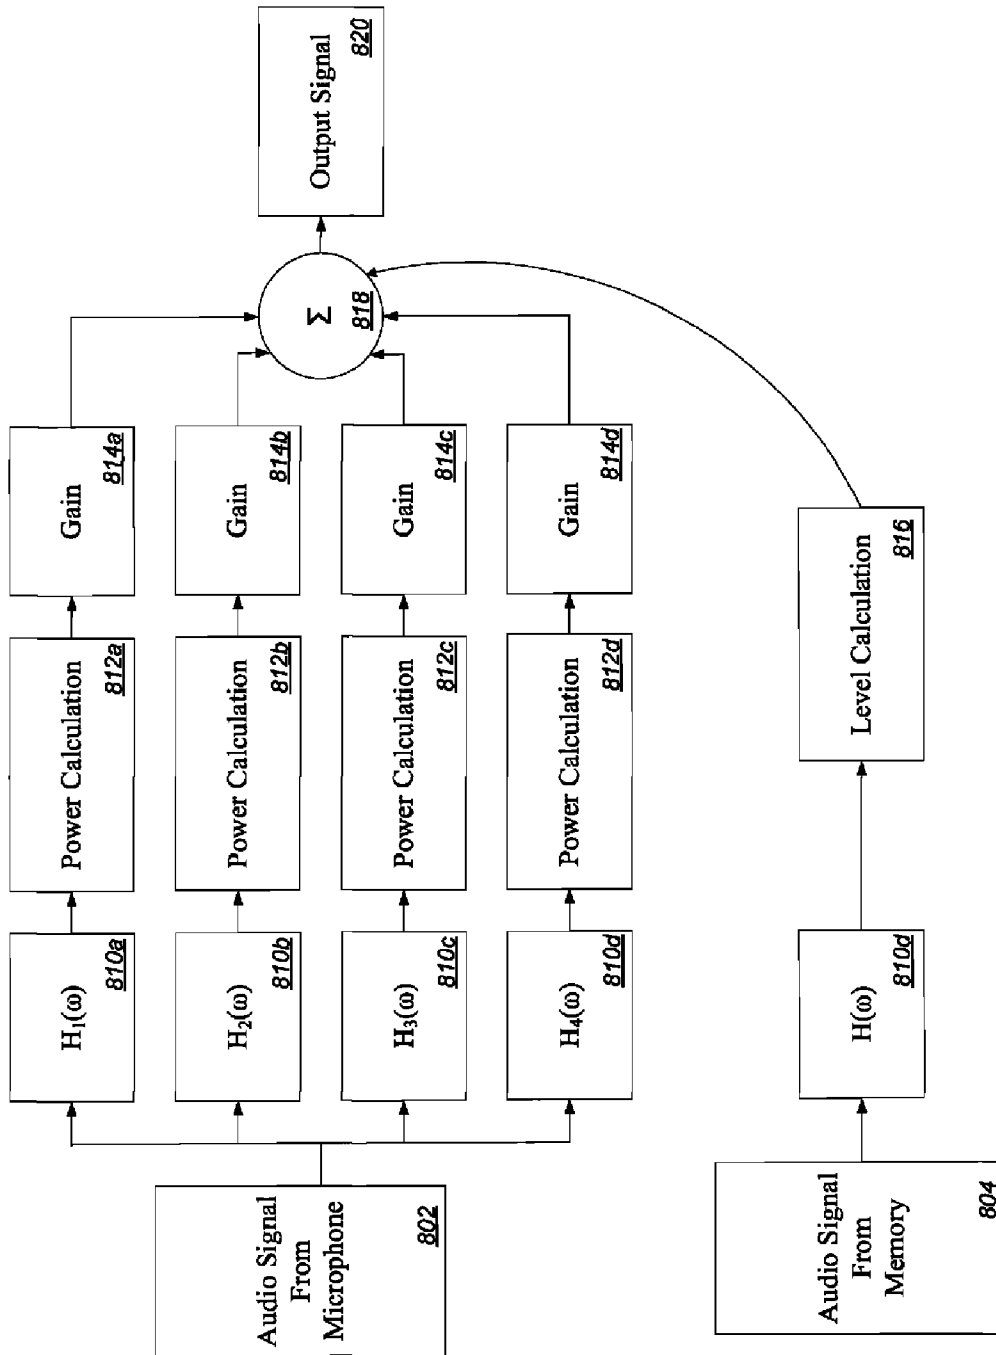 Audio Signal
From
Microphone
802
H₁(ω)
810a
Power Calculation
812a
Gain
814a
H₂(ω)
810b
Power Calculation
812b
Gain
814b
H₃(ω)
810c
Power Calculation
812c
Gain
814c
H₄(ω)
810d
Power Calculation
812d
Gain
814d
Σ
818
Output Signal
820
Audio Signal
From
Memory
804
H(ω)
810d
Level Calculation
816